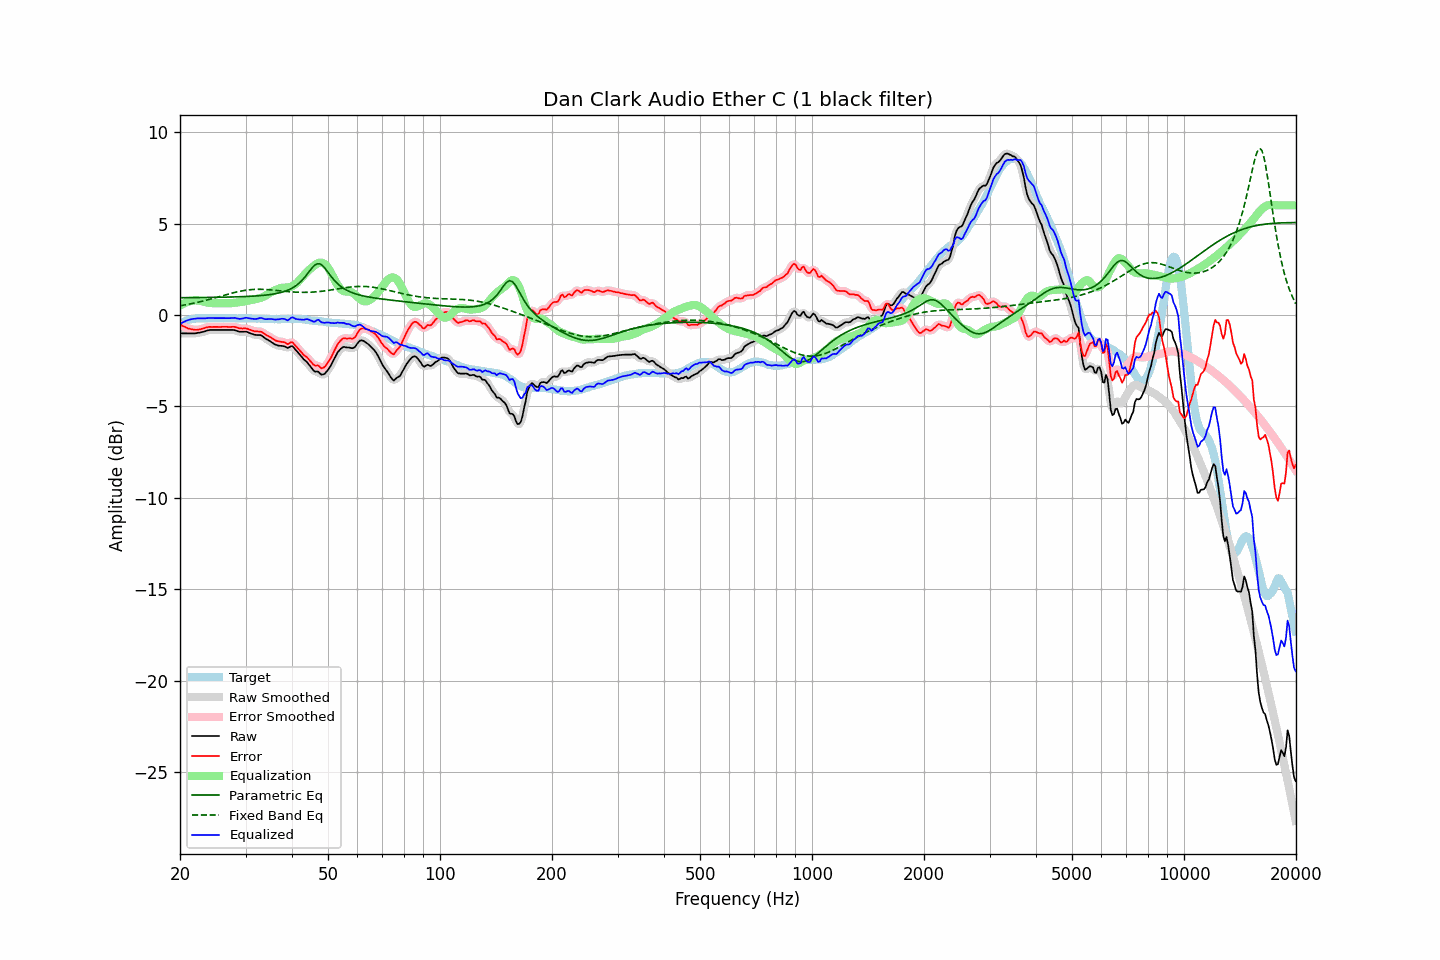 Dan Clark Audio Ether C (1 black filter)
10
5
0
−5
−10
−15
−20
−25
Amplitude (dBr)
Target
Raw Smoothed
Error Smoothed
Raw
Error
Equalization
Parametric Eq
Fixed Band Eq
Equalized
20 50 100 200 500 1000 2000 5000 10000 20000
Frequency (Hz)